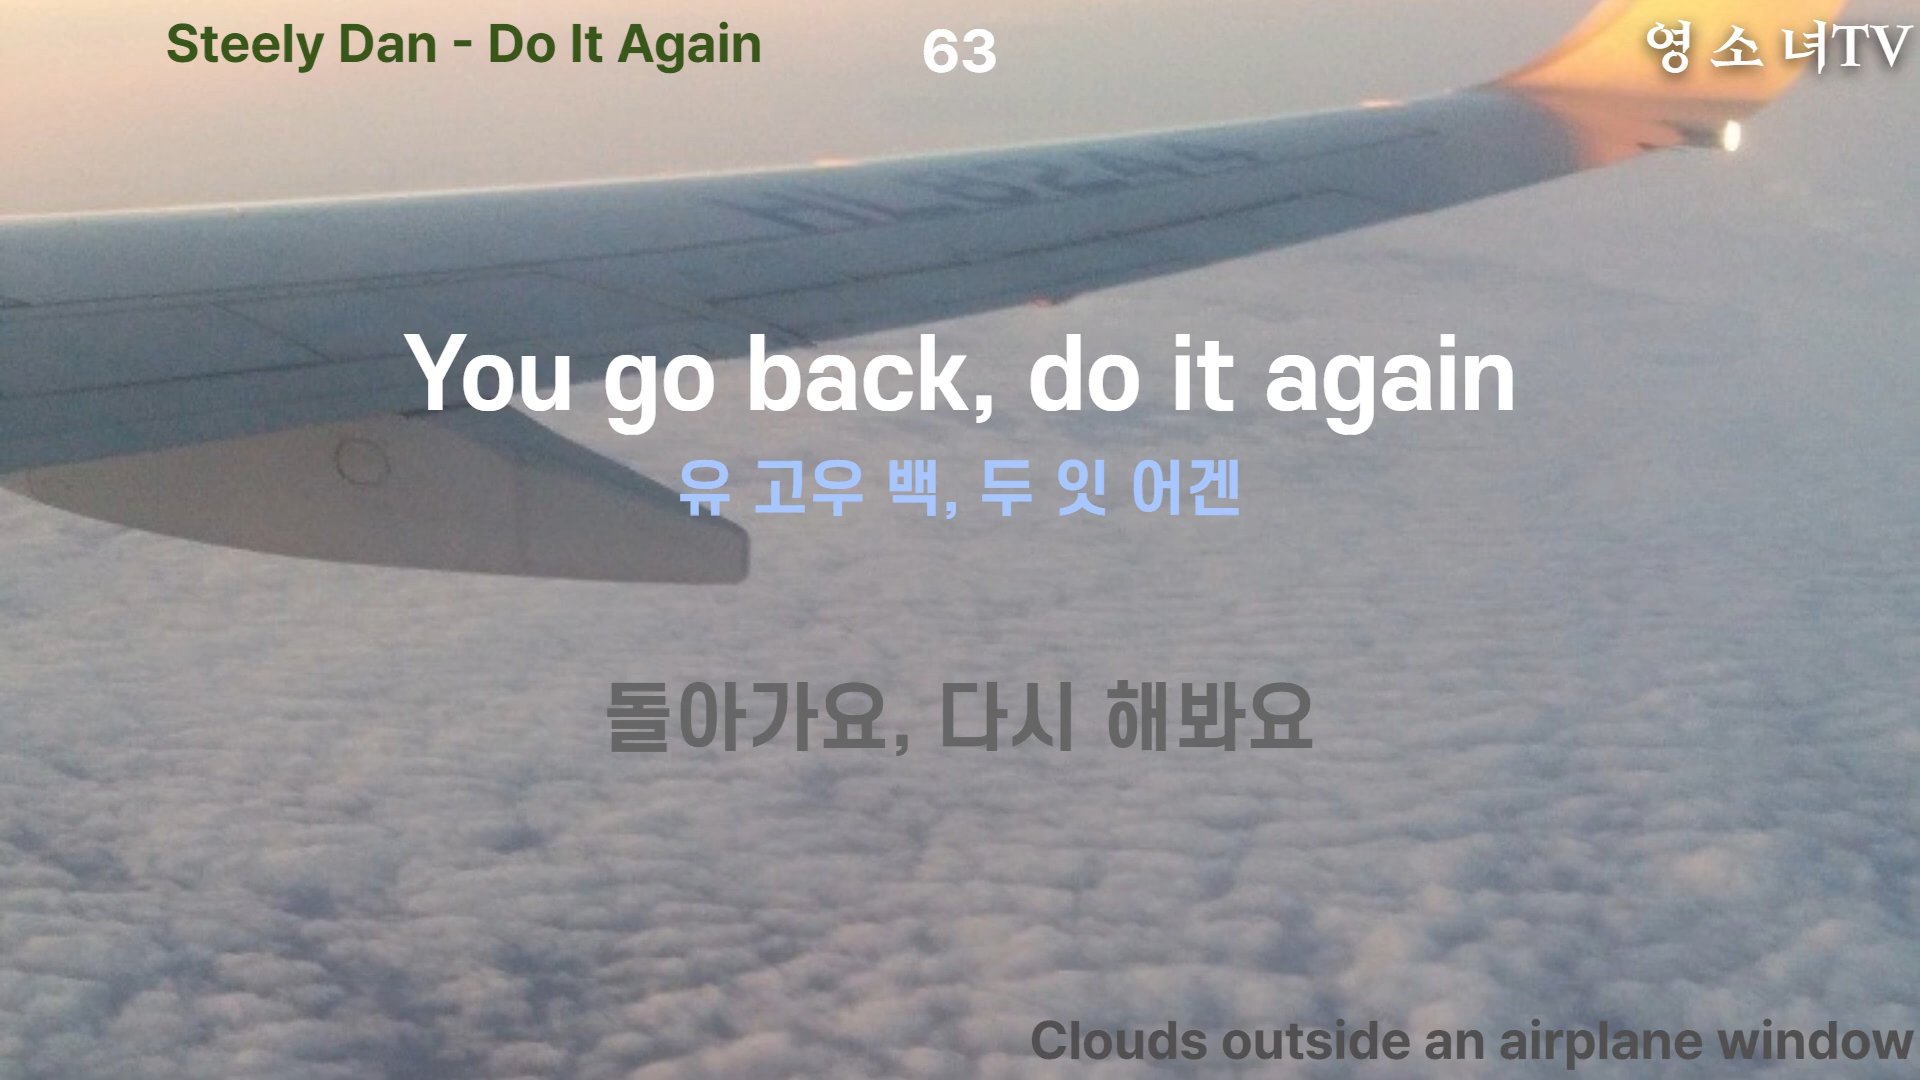 Steely Dan - Do It Again
63
영 소 녀TV
You go back, do it again
유 고우 백, 두 잇 어겐
돌아가요, 다시 해봐요
Clouds outside an airplane window